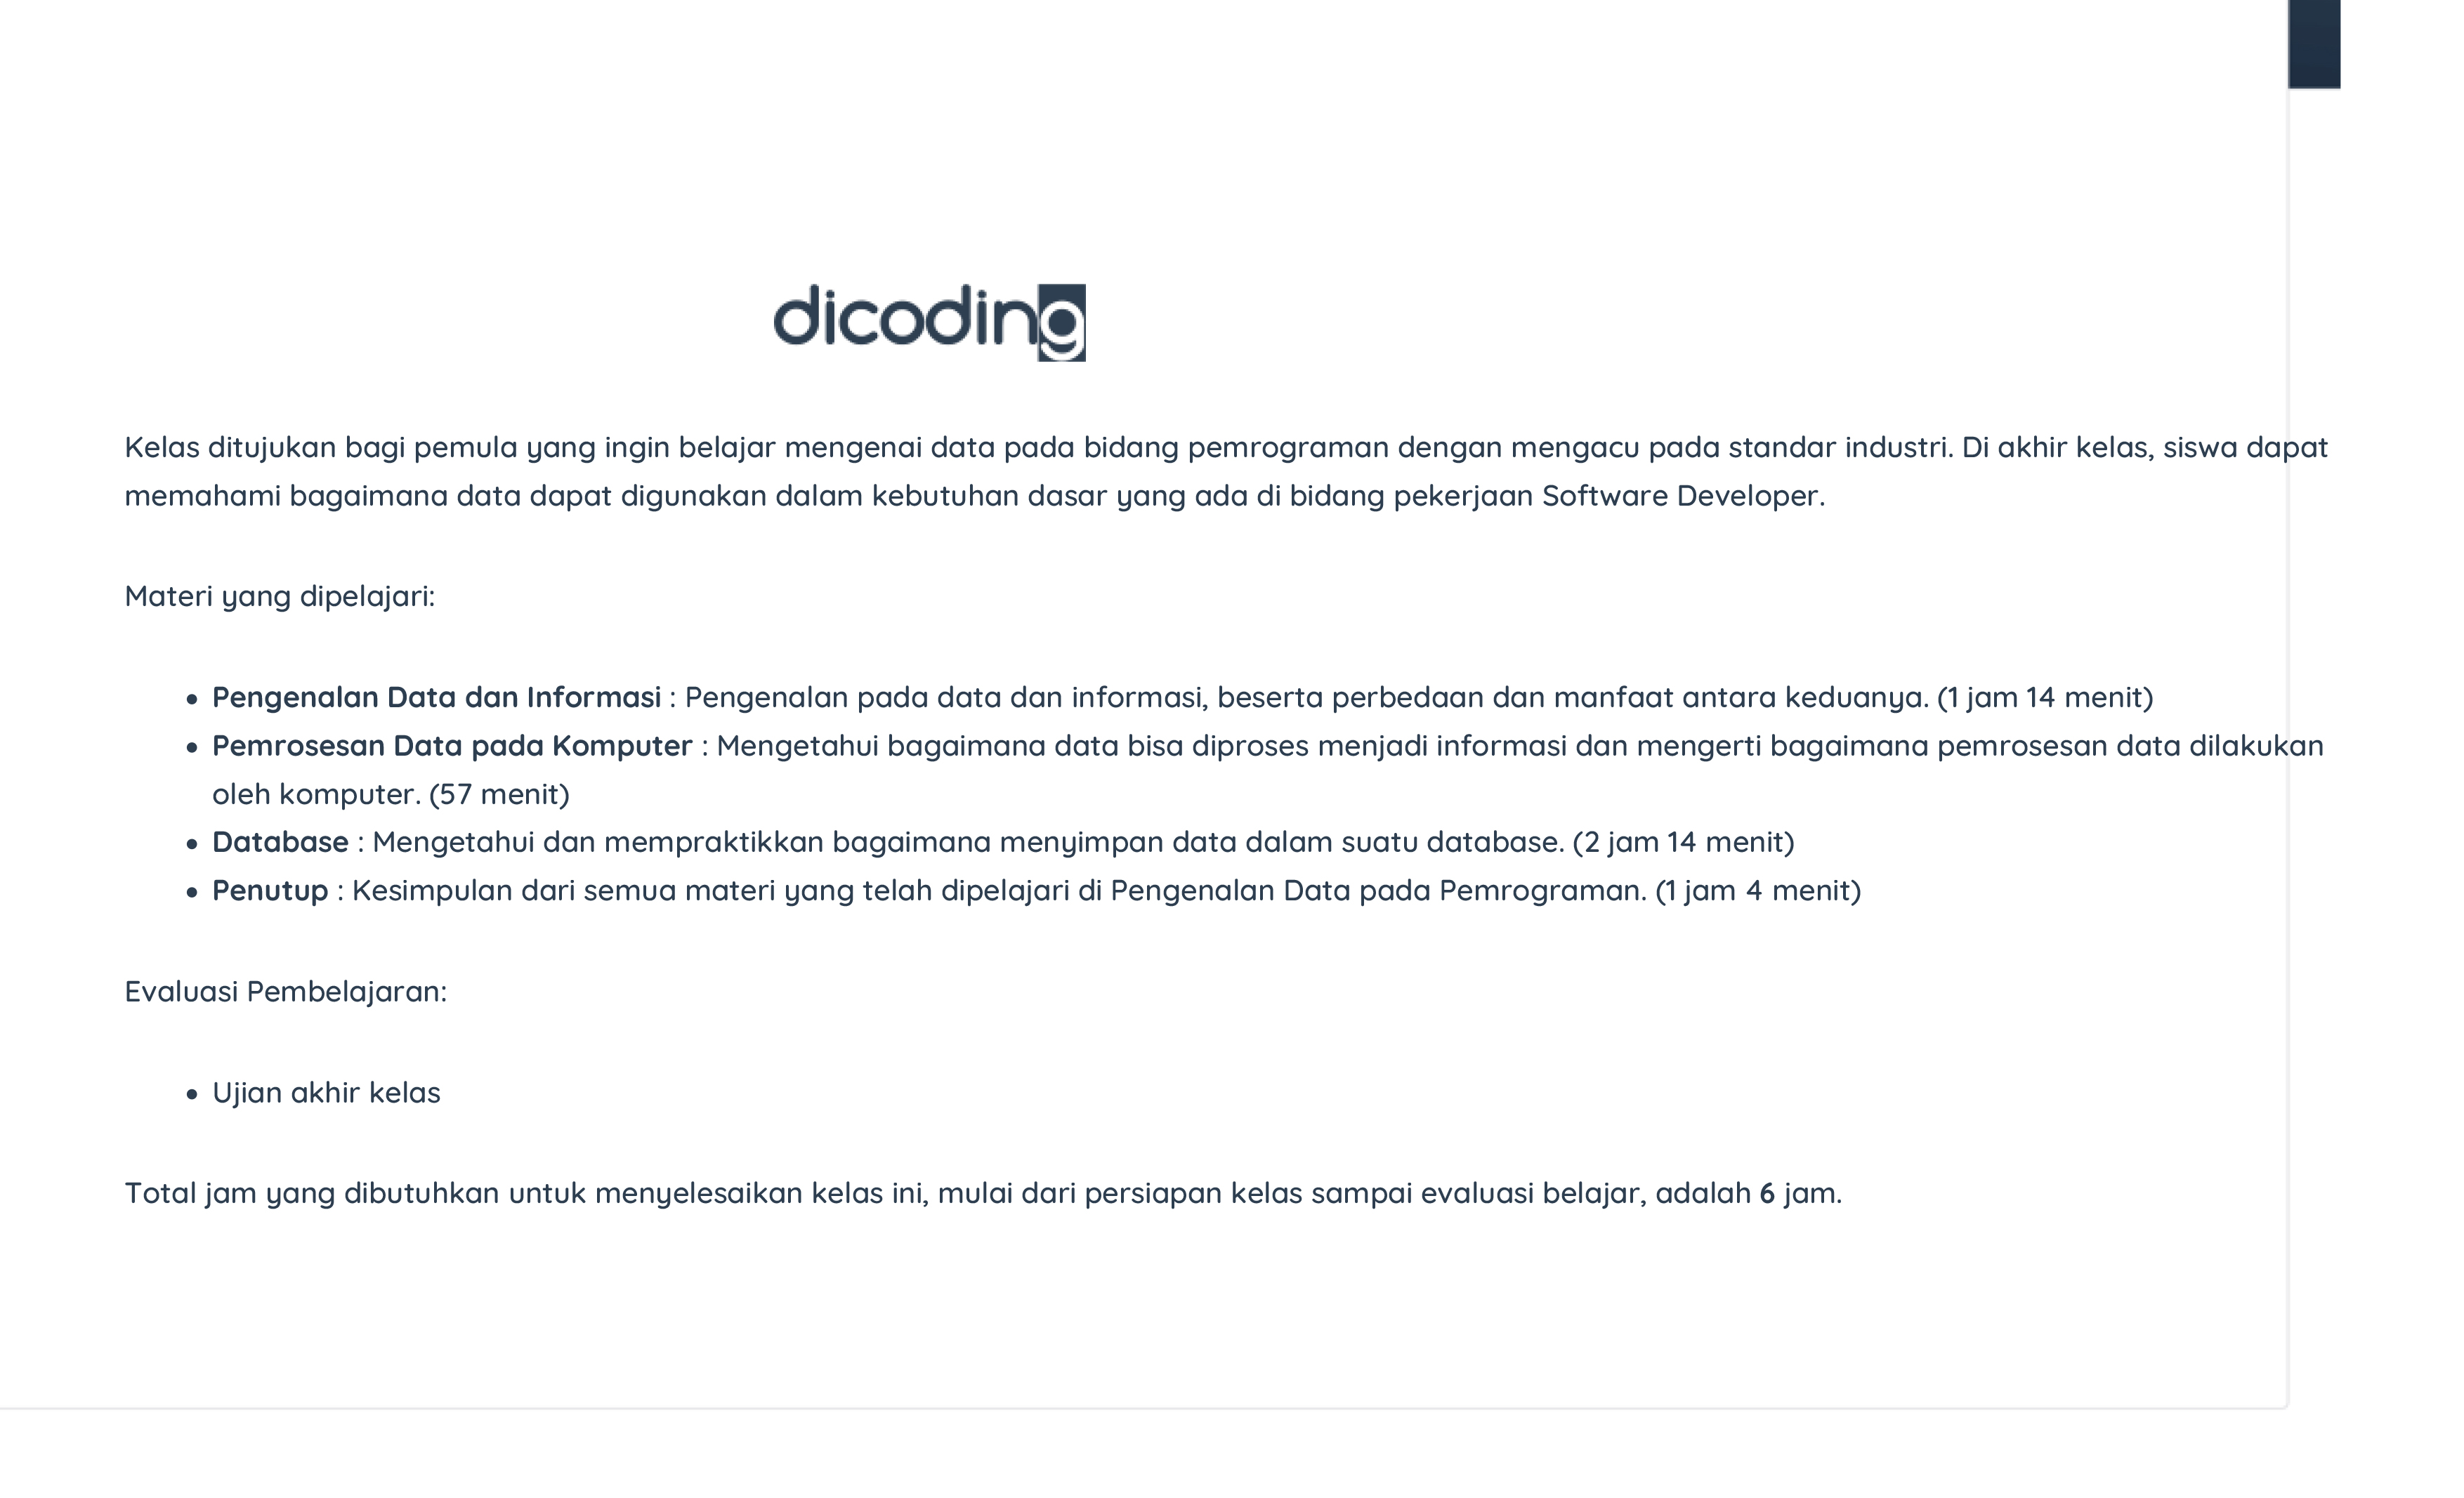 dicoding
Kelas ditujukan bagi pemula yang ingin belajar mengenai data pada bidang pemrograman dengan mengacu pada standar industri. Di akhir kelas, siswa dapat
memahami bagaimana data dapat digunakan dalam kebutuhan dasar yang ada di bidang pekerjaan Software Developer.
Materi yang dipelajari:
• Pengenalan Data dan Informasi : Pengenalan pada data dan informasi, beserta perbedaan dan manfaat antara keduanya. (1 jam 14 menit)
• Pemrosesan Data pada Komputer : Mengetahui bagaimana data bisa diproses menjadi informasi dan mengerti bagaimana pemrosesan data dilakukan
oleh komputer. (57 menit)
• Database : Mengetahui dan mempraktikkan bagaimana menyimpan data dalam suatu database. (2 jam 14 menit)
• Penutup : Kesimpulan dari semua materi yang telah dipelajari di Pengenalan Data pada Pemrograman. (1 jam 4 menit)
Evaluasi Pembelajaran:
• Ujian akhir kelas
Total jam yang dibutuhkan untuk menyelesaikan kelas ini, mulai dari persiapan kelas sampai evaluasi belajar, adalah 6 jam.